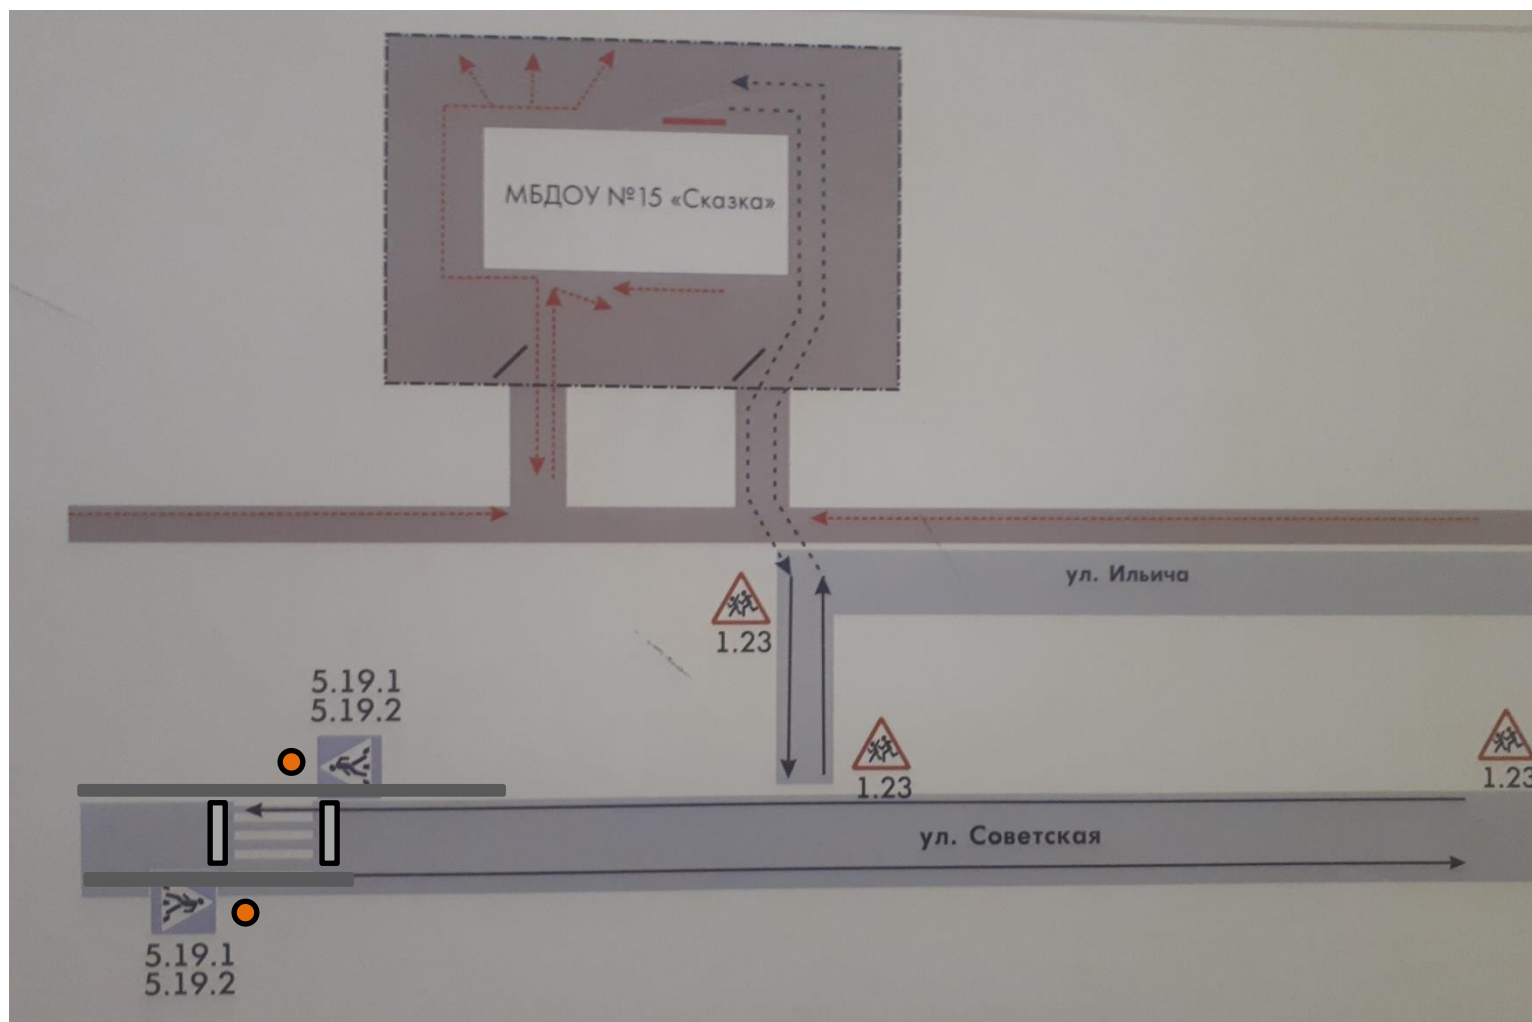 МБДОУ №15 «Сказка»
ул. Ильича
1.23
5.19.1
5.19.2
1.23
1.23
ул. Советская
5.19.1
5.19.2